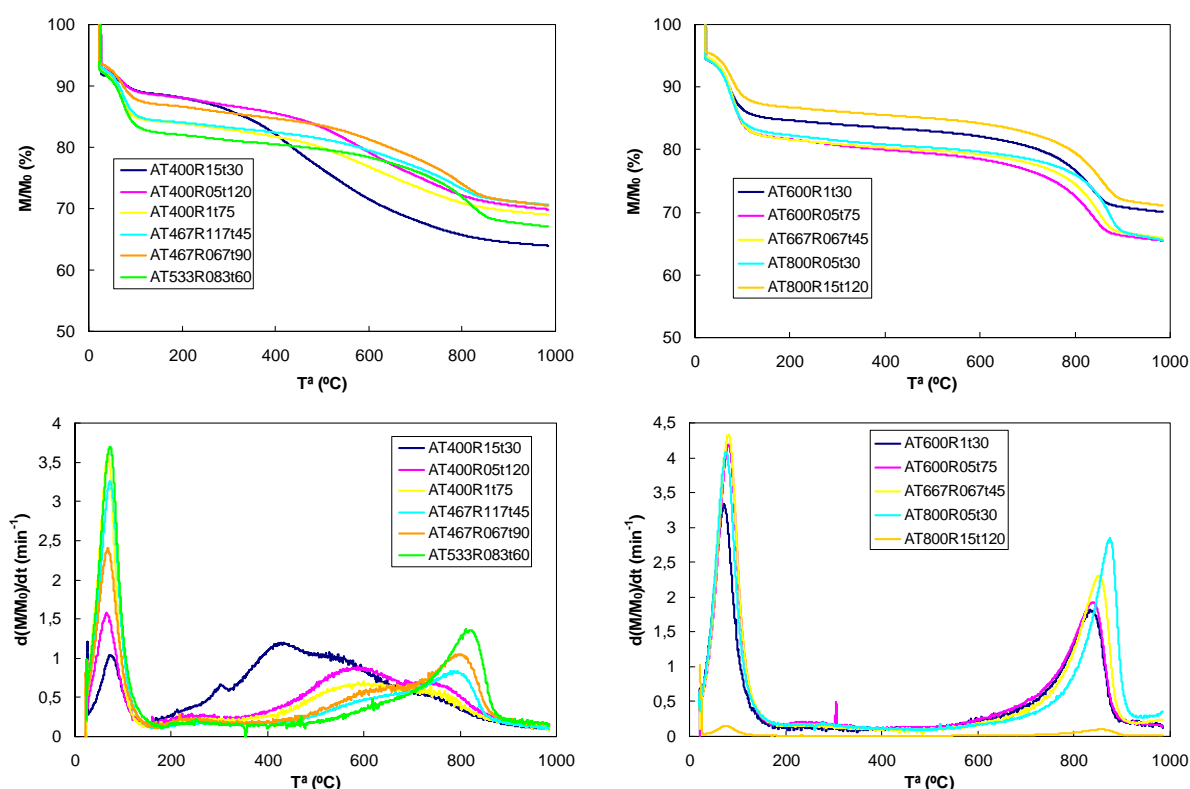 100
90
80
70
60
50
M/M₀ (%)
AT400R15t30
AT400R05t120
AT400R1t75
AT467R117t45
AT467R067t90
AT533R083t60
0 200 400 600 800 1000
Tª (ºC)
100
90
80
70
60
50
M/M₀ (%)
AT600R1t30
AT600R05t75
AT667R067t45
AT800R05t30
AT800R15t120
0 200 400 600 800 1000
Tª (ºC)
4
3,5
3
2,5
2
1,5
1
0,5
0
d(M/M₀)/dt (min⁻¹)
AT400R15t30
AT400R05t120
AT400R1t75
AT467R117t45
AT467R067t90
AT533R083t60
0 200 400 600 800 1000
Tª (ºC)
4,5
4
3,5
3
2,5
2
1,5
1
0,5
0
d(M/M₀)/dt (min⁻¹)
AT600R1t30
AT600R05t75
AT667R067t45
AT800R05t30
AT800R15t120
0 200 400 600 800 1000
Tª (ºC)